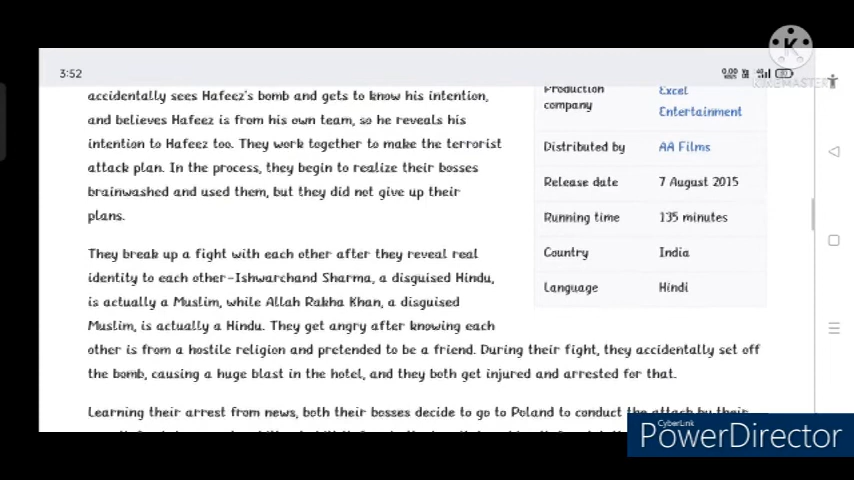 3:52
0.00
KINEMASTER
accidentally sees Hafeez's bomb and gets to know his intention,
and believes Hafeez is from his own team, so he reveals his
intention to Hafeez too. They work together to make the terrorist
attack plan. In the process, they begin to realize their bosses
brainwashed and used them, but they did not give up their
plans.
Production company Excel Entertainment
Distributed by AA Films
Release date 7 August 2015
Running time 135 minutes
Country India
Language Hindi
They break up a fight with each other after they reveal real
identity to each other-Ishwarchand Sharma, a disguised Hindu,
is actually a Muslim, while Allah Rakha Khan, a disguised
Muslim, is actually a Hindu. They get angry after knowing each
other is from a hostile religion and pretended to be a friend. During their fight, they accidentally set off
the bomb, causing a huge blast in the hotel, and they both get injured and arrested for that.
Learning their arrest from news, both their bosses decide to go to Poland to conduct the attach by their
CyberLink
PowerDirector